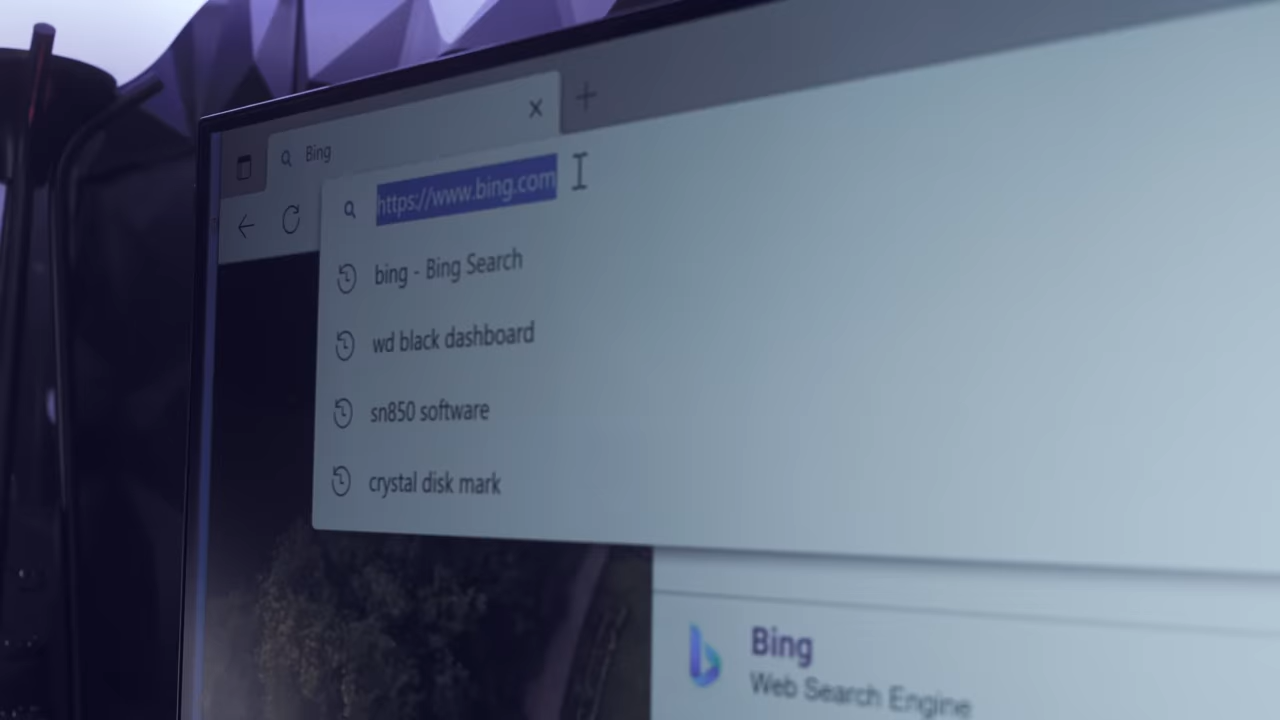 Bing
https://www.bing.com
bing - Bing Search
wd black dashboard
sn850 software
crystal disk mark
Bing
Web Search Engine